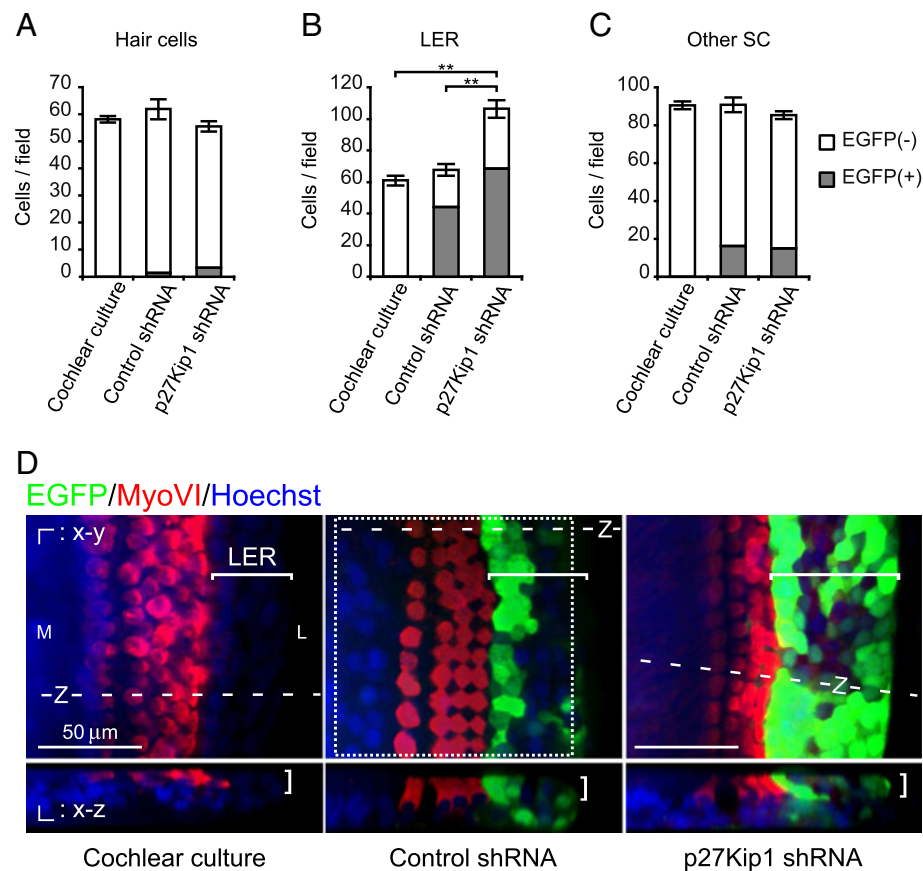 A
Hair cells
Cells / field
70
60
50
40
30
20
10
0
Cochlear culture
Control shRNA
p27Kip1 shRNA
B
LER
**
**
Cells / field
120
100
80
60
40
20
0
Cochlear culture
Control shRNA
p27Kip1 shRNA
C
Other SC
Cells / field
100
80
60
40
20
0
Cochlear culture
Control shRNA
p27Kip1 shRNA
EGFP(-)
EGFP(+)
D
EGFP/MyoVI/Hoechst
: x-y
LER
M
L
Z
50 μm
Z
Z
: x-z
Cochlear culture
Control shRNA
p27Kip1 shRNA